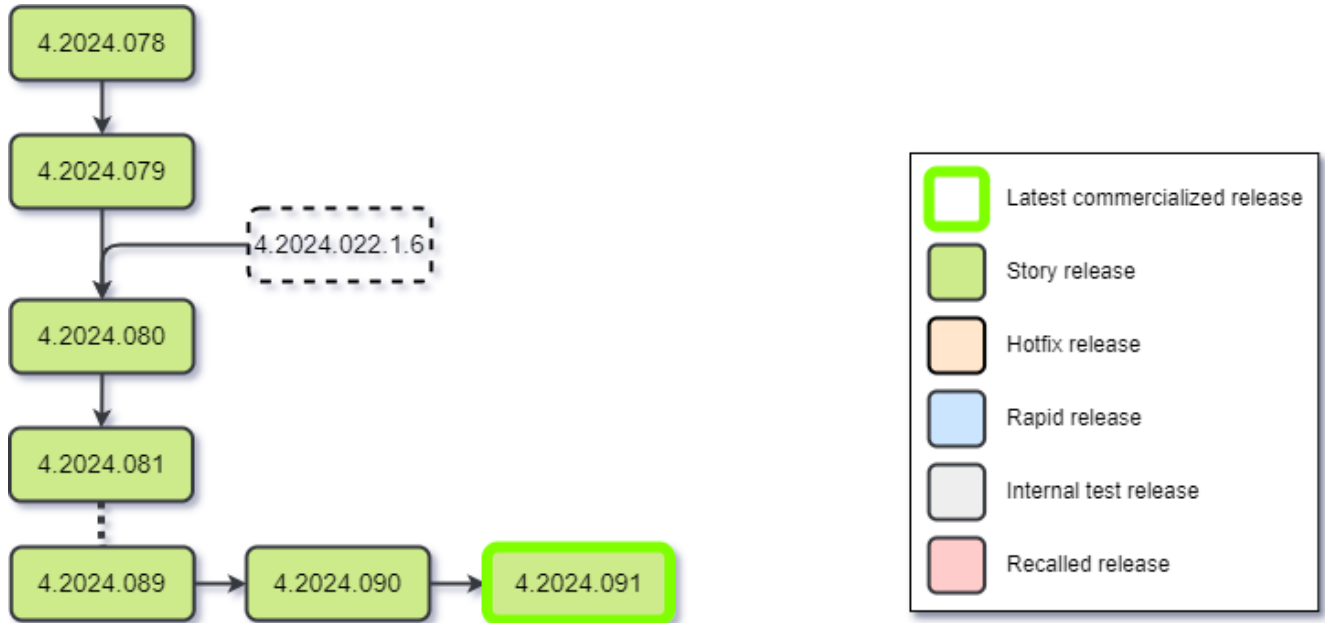 4.2024.078
4.2024.079
4.2024.022.1.6
4.2024.080
4.2024.081
4.2024.089
4.2024.090
4.2024.091
Latest commercialized release
Story release
Hotfix release
Rapid release
Internal test release
Recalled release